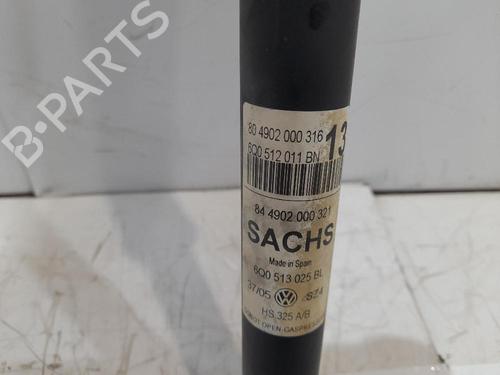 B-PARTS
80 4902 000 316
6Q0 512 011 BN
13
84 4902 000 321
SACHS
Made in Spain
6Q0 513 025 BL
37/05 SZ4
HS 325 A/B